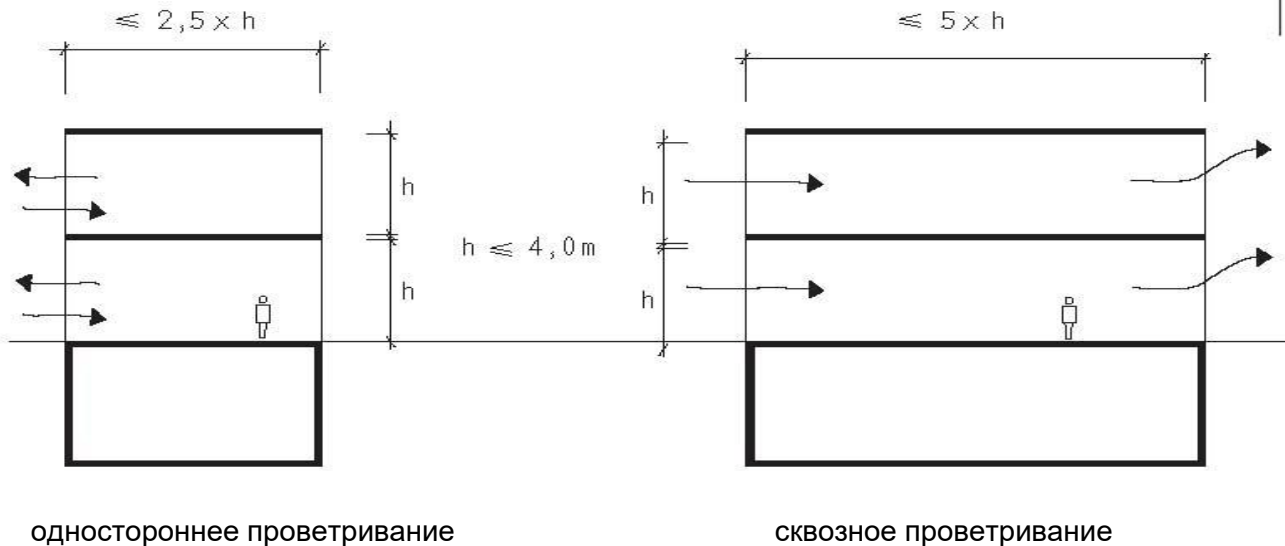 ≤ 2,5 x h
≤ 5 x h
h
h
h ≤ 4,0m
h
h
одностороннее проветривание
сквозное проветривание